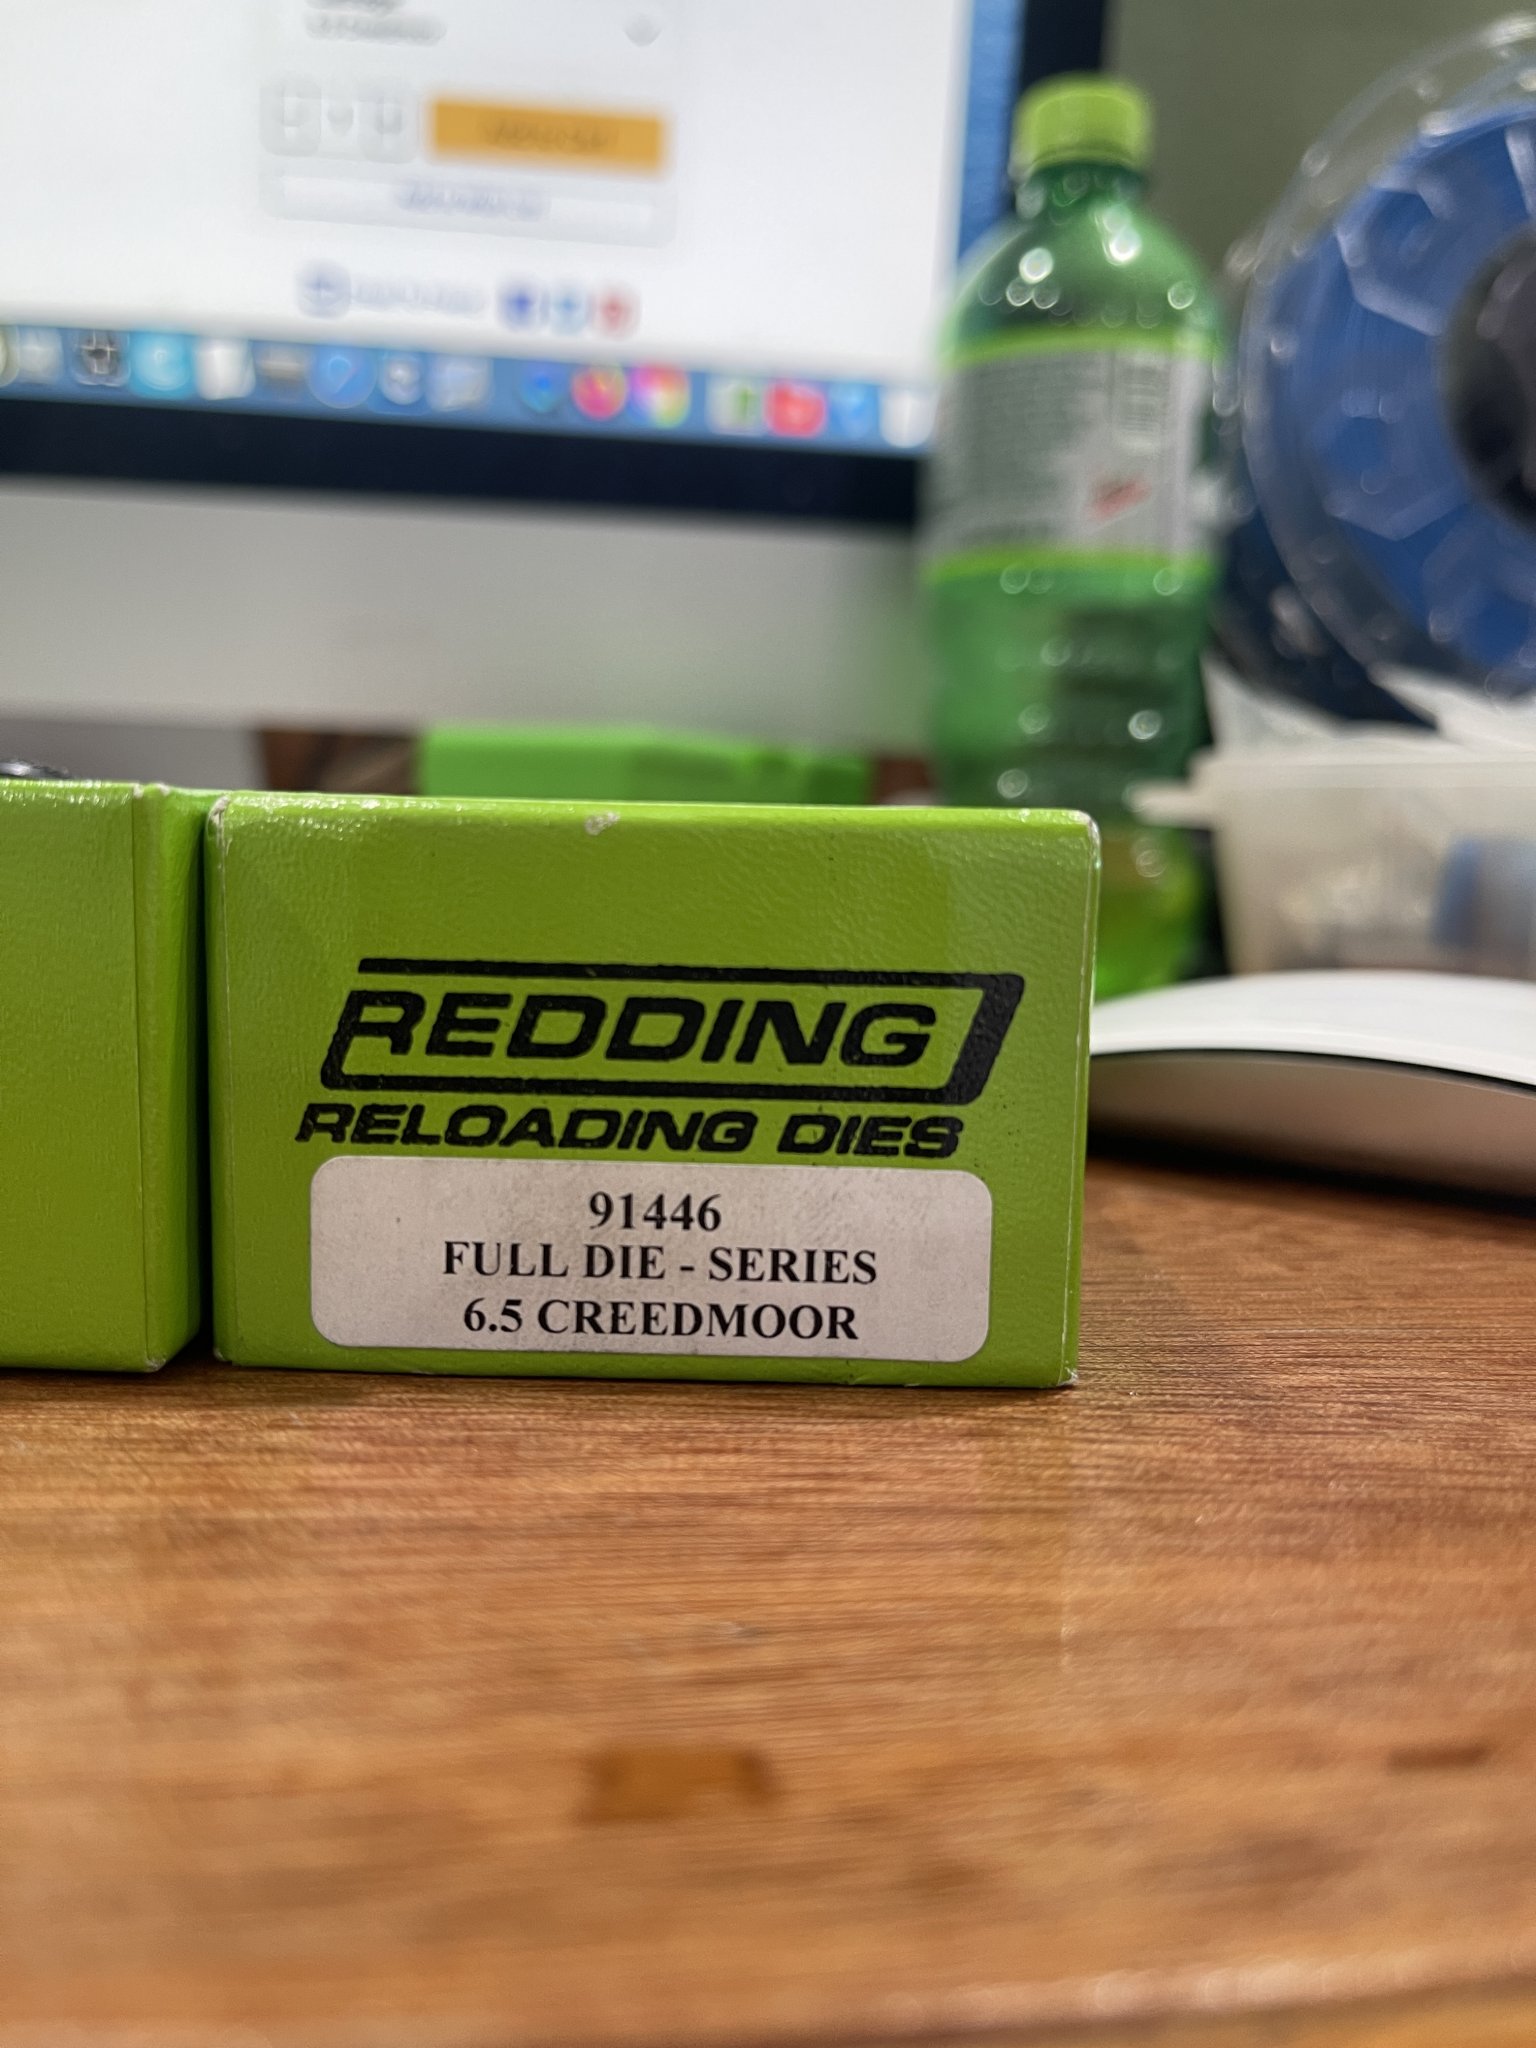 REDDING
RELOADING DIES
91446
FULL DIE - SERIES
6.5 CREEDMOOR